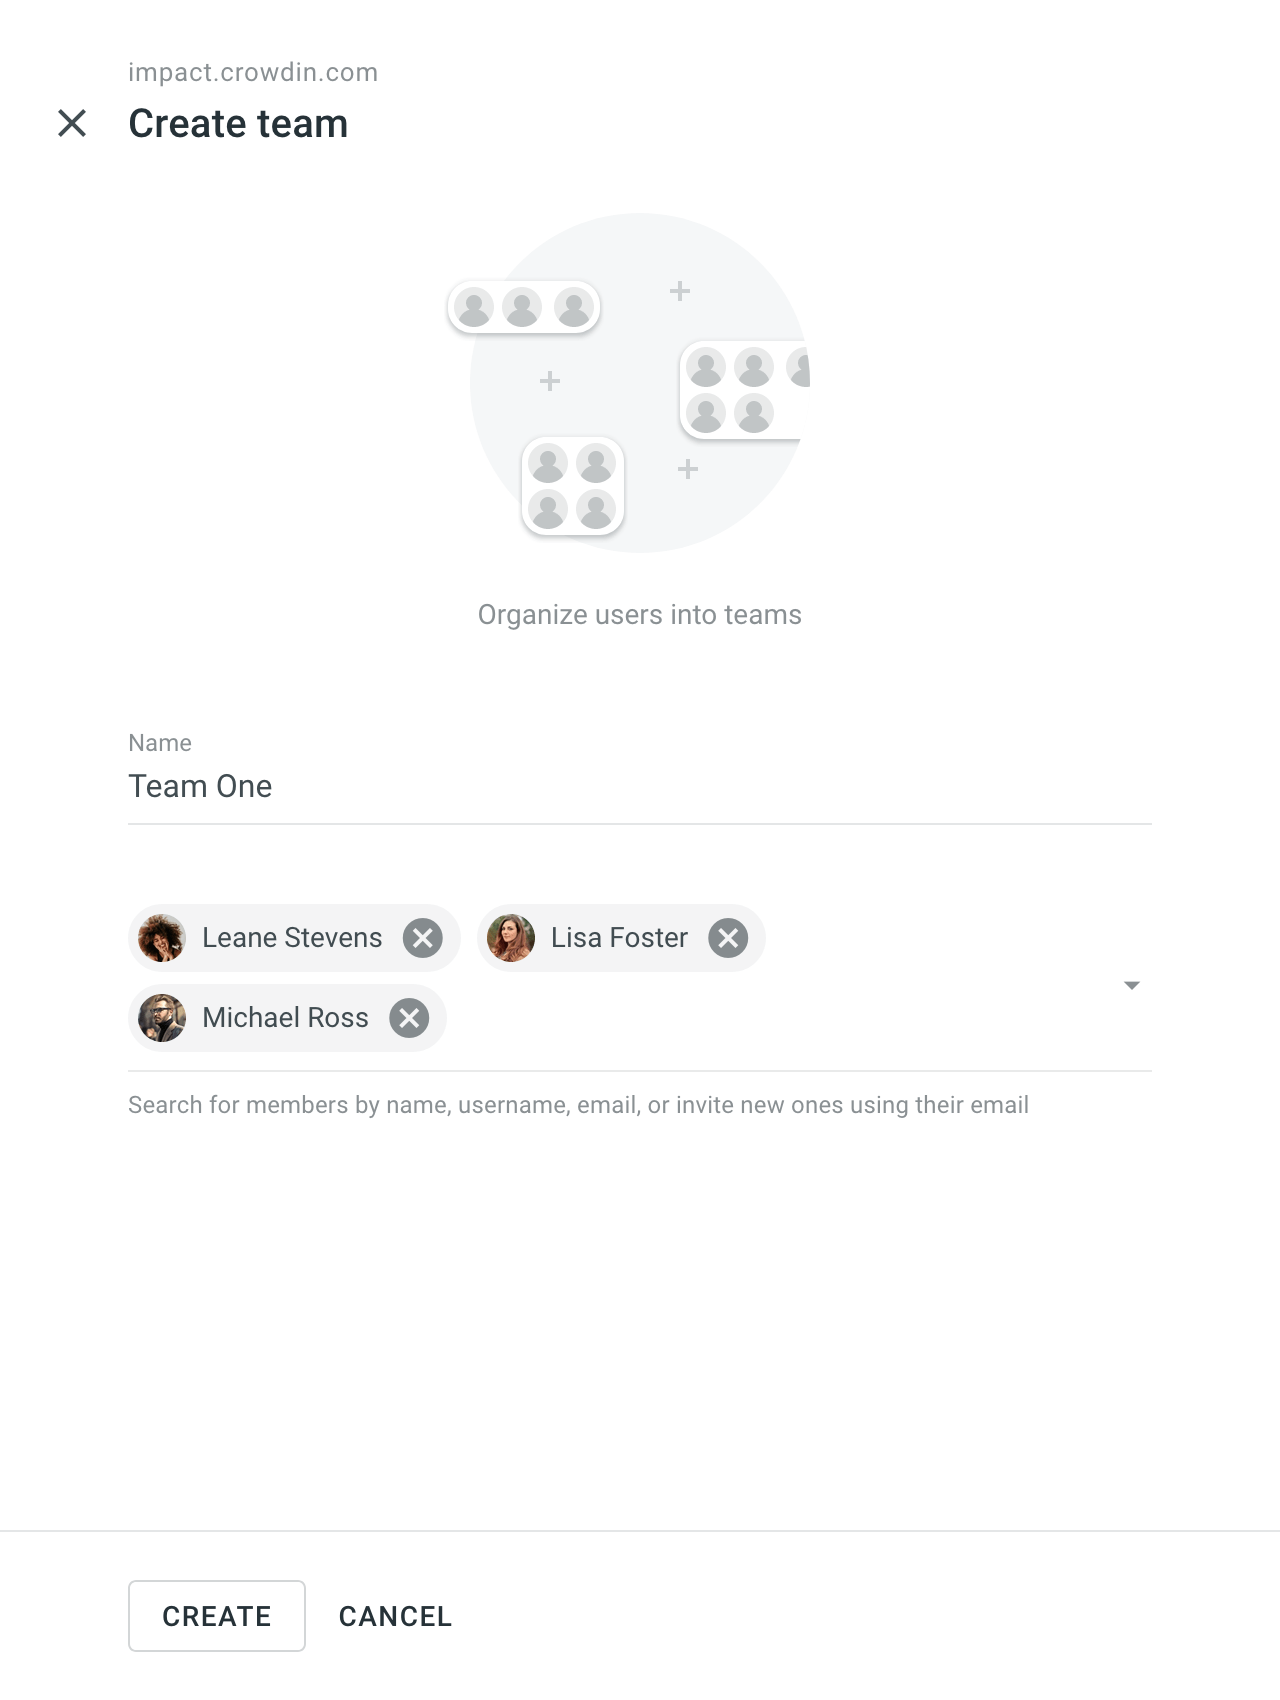 impact.crowdin.com
Create team
Organize users into teams
Name
Team One
Leane Stevens Lisa Foster
Michael Ross
Search for members by name, username, email, or invite new ones using their email
CREATE CANCEL